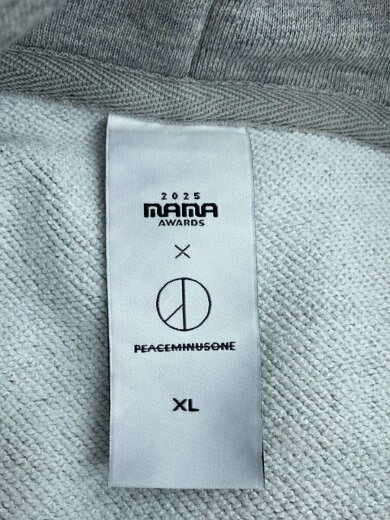 2025
MAMA
AWARDS
×
PEACEMINUSONE
XL